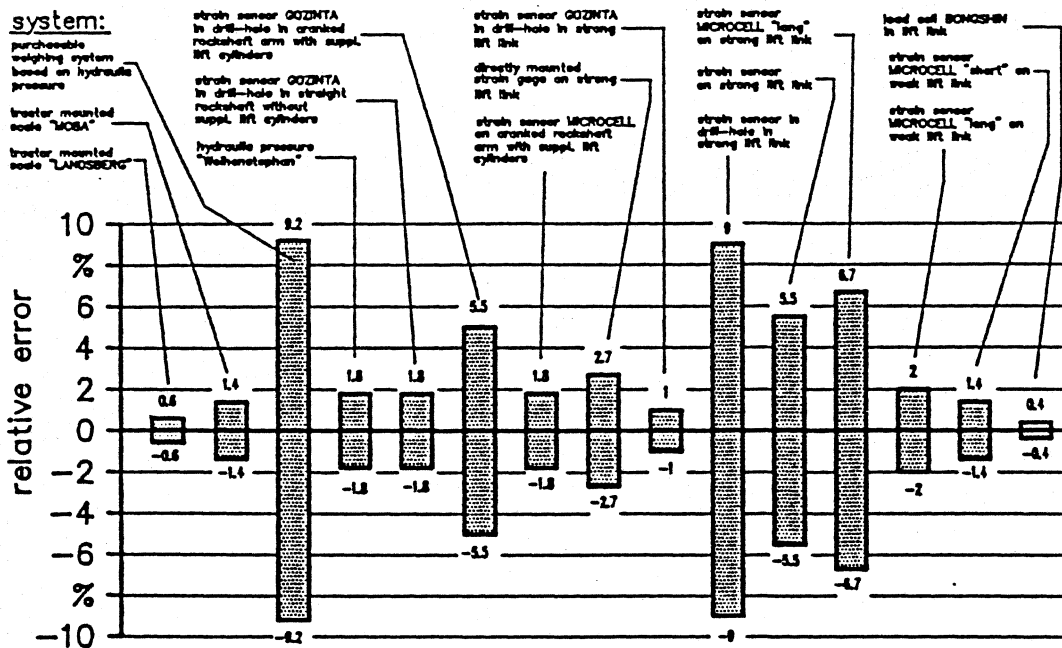 system:
purchasable
weighing system
based on hydraulic
pressure
tractor mounted
scale "MOBA"
tractor mounted
scale "LANDSBERG"
strain sensor GOZINTA
in drill-hole in cranked
rockshaft arm with suppl.
lift cylinders
strain sensor GOZINTA
in drill-hole in straight
rockshaft without
suppl. lift cylinders
hydraulic pressure
"Weihenstephan"
strain sensor GOZINTA
in drill-hole in strong
lift link
directly mounted
strain gage on strong
lift link
strain sensor MICROCELL
on cranked rockshaft
arm with suppl. lift
cylinders
strain sensor
MICROCELL "long"
on strong lift link
strain sensor
on strong lift link
strain sensor in
drill-hole in
strong lift link
load cell BONGSHIN
in lift link
strain sensor
MICROCELL "short" on
weak lift link
strain sensor
MICROCELL "long" on
weak lift link
relative error
10
%
6
4
2
0
-2
-4
-6
%
-10
0.6
-0.6
1.4
-1.4
9.2
-9.2
1.8
-1.8
1.8
-1.8
5.5
-5.5
1.8
-1.8
2.7
-2.7
1
-1
9
-9
5.5
-5.5
6.7
-6.7
2
-2
1.4
-1.4
0.4
-0.4